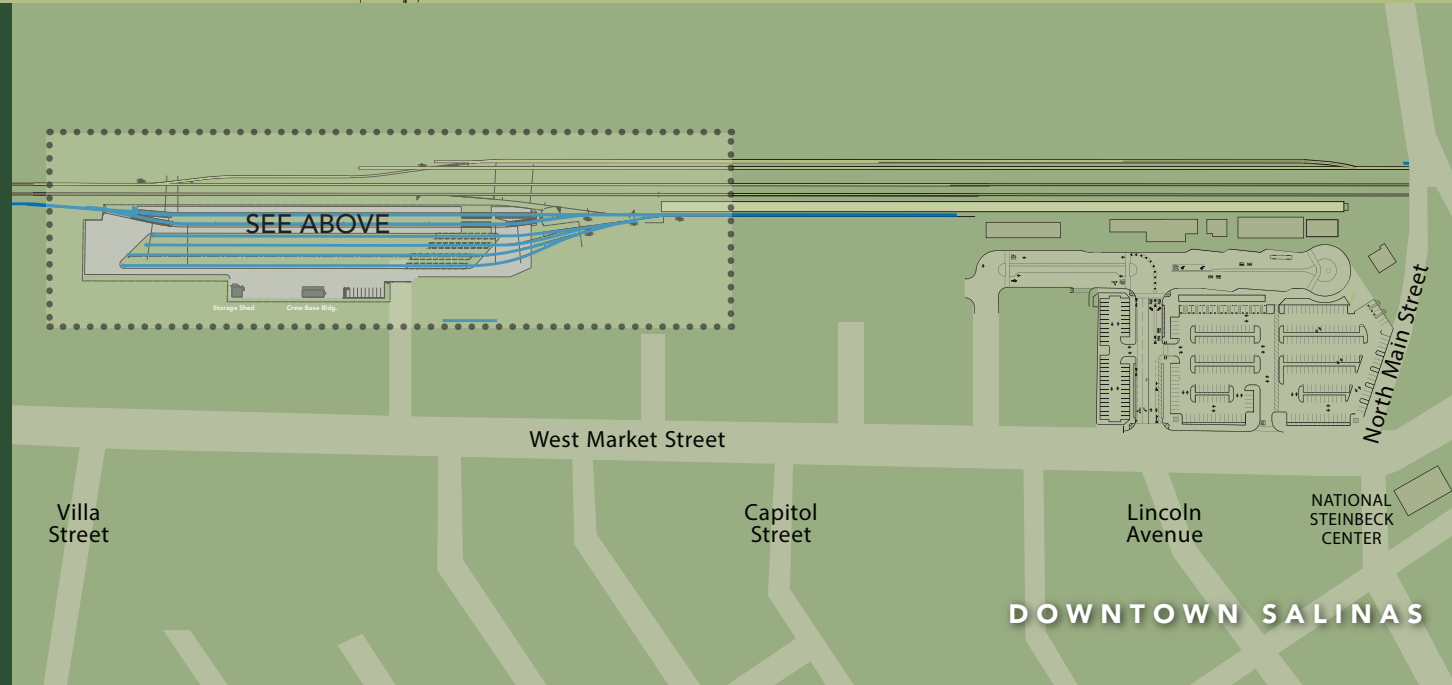 SEE ABOVE
Storage Shed
Crew Base Bldg.
West Market Street
North Main Street
Villa
Street
Capitol
Street
Lincoln
Avenue
NATIONAL
STEINBECK
CENTER
DOWNTOWN SALINAS